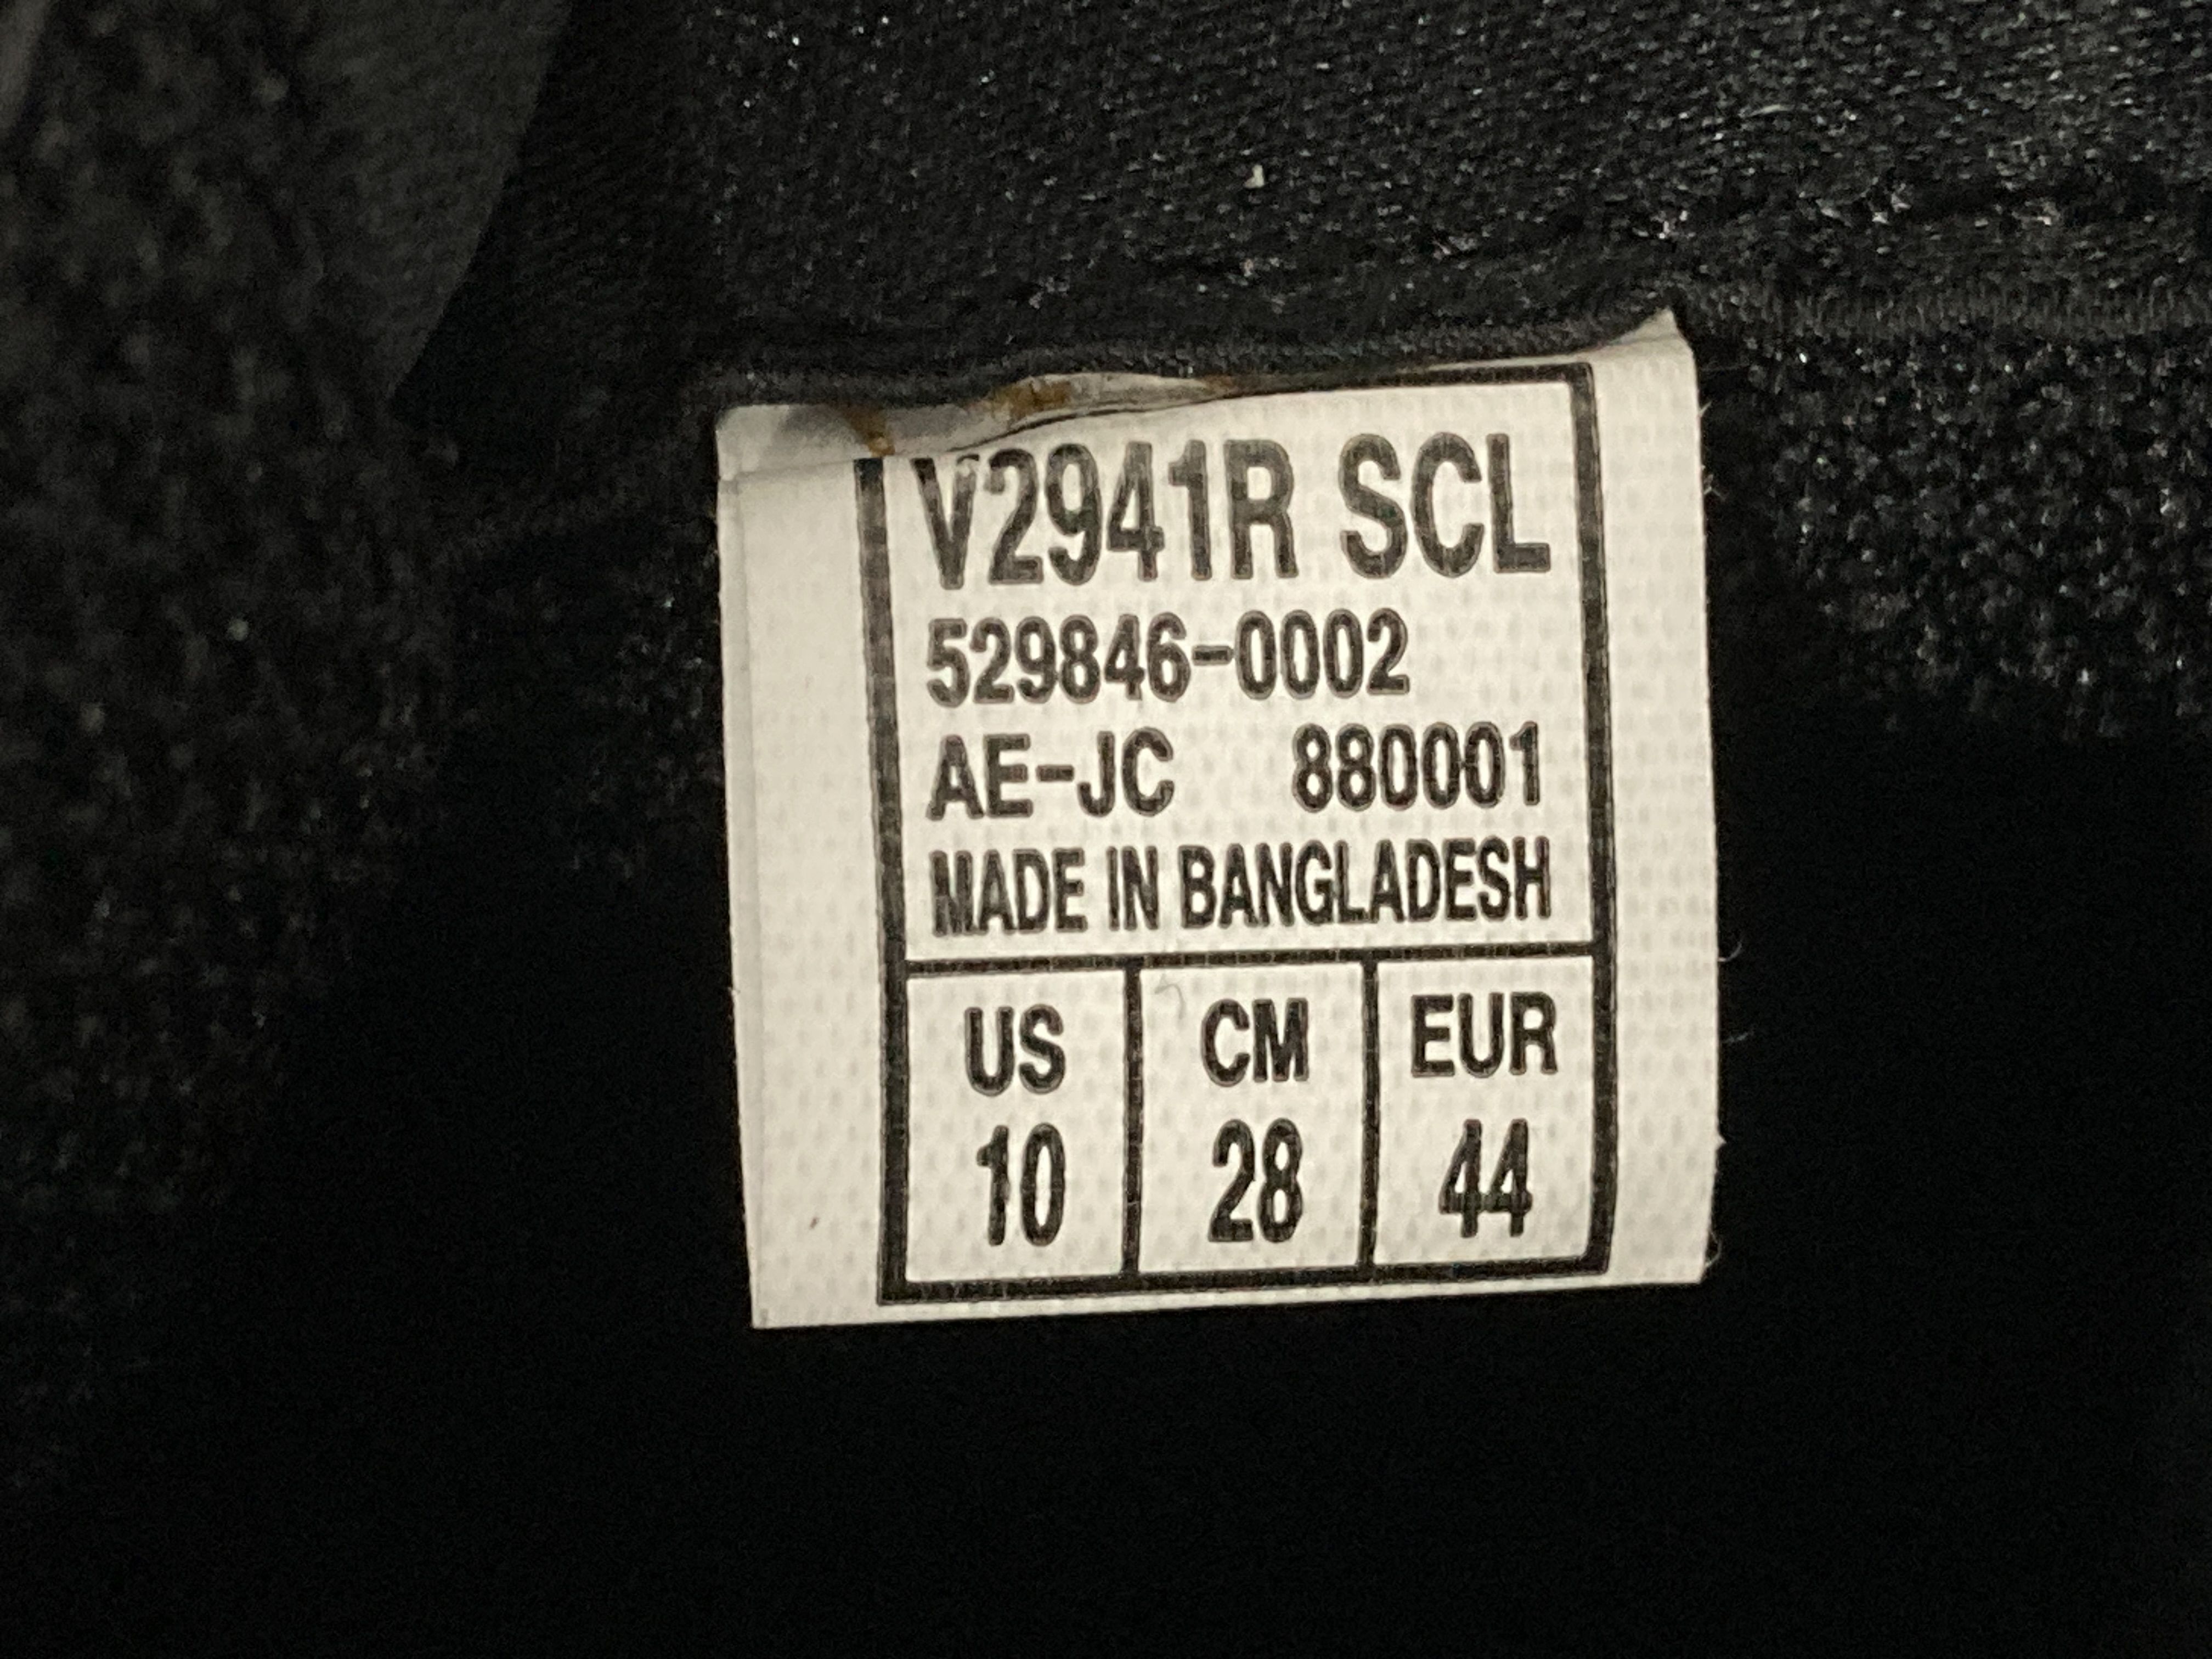 V2941R SCL
529846-0002
AE-JC 880001
MADE IN BANGLADESH
US CM EUR
10 28 44